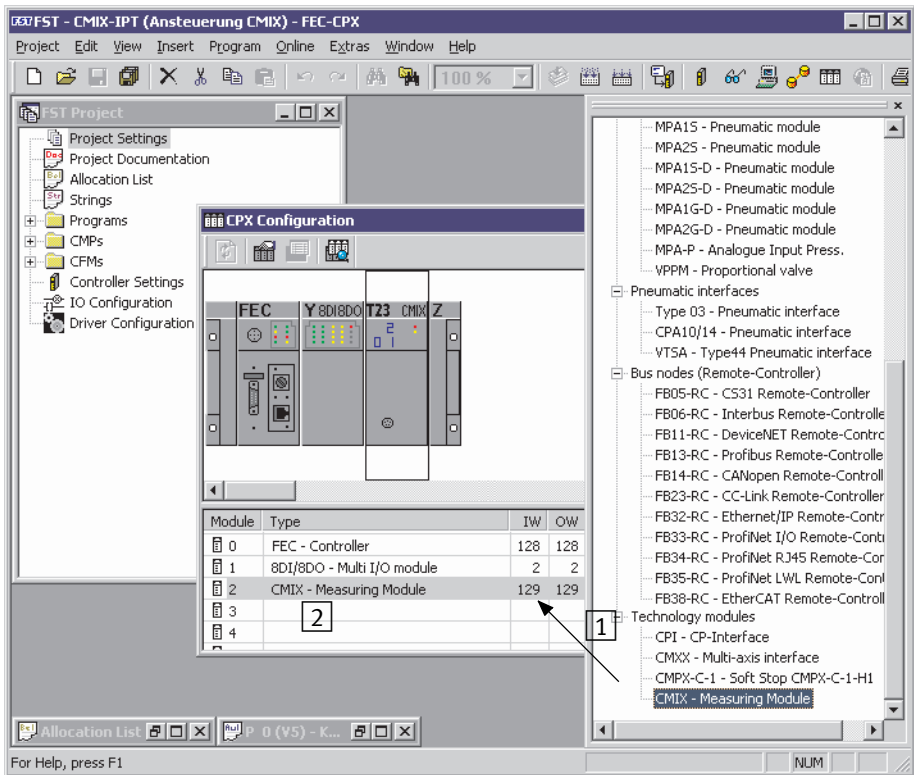 FST - CMIX-IPT (Ansteuerung CMIX) - FEC-CPX
Project Edit View Insert Program Online Extras Window Help
100 %
FST Project
Project Settings
Project Documentation
Allocation List
Strings
Programs
CMPs
CFMs
Controller Settings
IO Configuration
Driver Configuration
CPX Configuration
FEC Y 8DI8DO T23 CMIX Z
2
0 1
Module Type IW OW
0 FEC - Controller 128 128
1 8DI/8DO - Multi I/O module 2 2
2 CMIX - Measuring Module 129 129
3
4
2
1
MPA1S - Pneumatic module
MPA2S - Pneumatic module
MPA1S-D - Pneumatic module
MPA2S-D - Pneumatic module
MPA1G-D - Pneumatic module
MPA2G-D - Pneumatic module
MPA-P - Analogue Input Press.
VPPM - Proportional valve
Pneumatic interfaces
Type 03 - Pneumatic interface
CPA10/14 - Pneumatic interface
VTSA - Type44 Pneumatic interface
Bus nodes (Remote-Controller)
FB05-RC - CS31 Remote-Controller
FB06-RC - Interbus Remote-Controlle
FB11-RC - DeviceNET Remote-Contro
FB13-RC - Profibus Remote-Controlle
FB14-RC - CANopen Remote-Controll
FB23-RC - CC-Link Remote-Controller
FB32-RC - Ethernet/IP Remote-Contr
FB33-RC - ProfiNet I/O Remote-Contr
FB34-RC - ProfiNet RJ45 Remote-Con
FB35-RC - ProfiNet LWL Remote-Cont
FB38-RC - EtherCAT Remote-Controll
Technology modules
CPI - CP-Interface
CMXX - Multi-axis interface
CMPX-C-1 - Soft Stop CMPX-C-1-H1
CMIX - Measuring Module
Allocation List
P 0 (V5) - K...
For Help, press F1
NUM